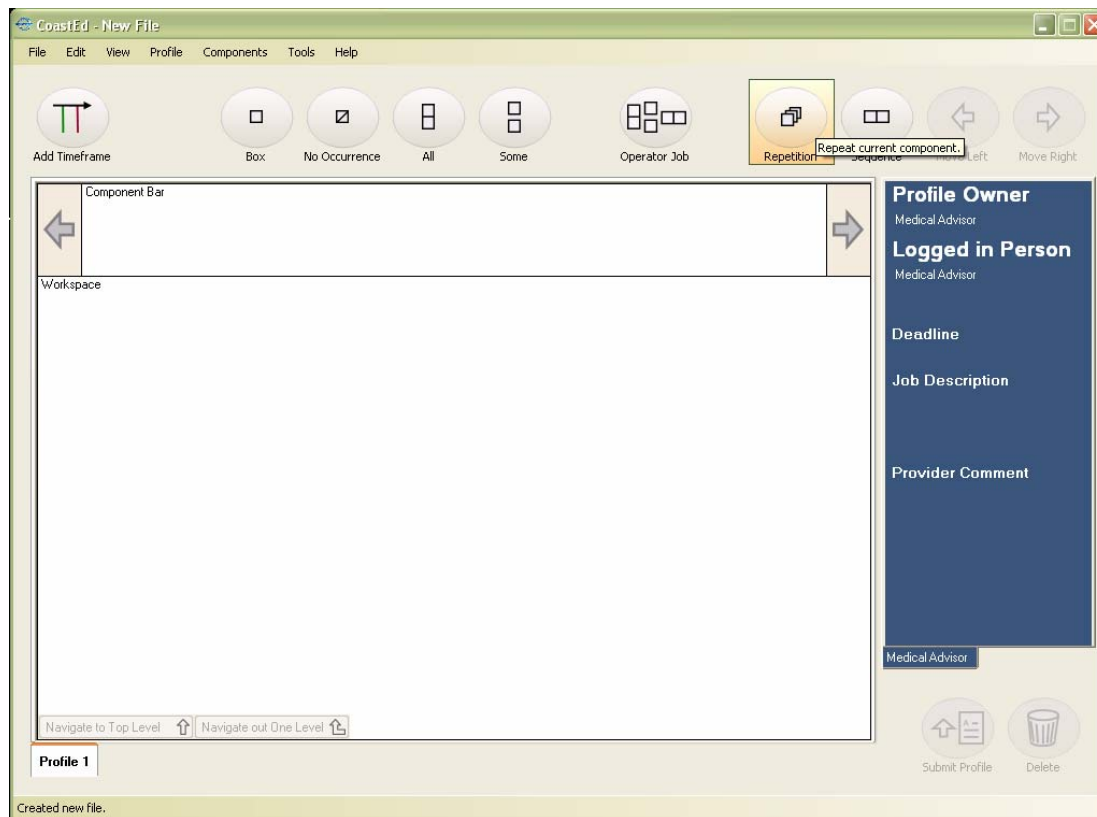 CoastEd - New File
File Edit View Profile Components Tools Help
Add Timeframe Box No Occurrence All Some Operator Job Repetition Sequence Move Left Move Right
Repeat current component.
Component Bar
Workspace
Profile Owner
Medical Advisor
Logged in Person
Medical Advisor
Deadline
Job Description
Provider Comment
Medical Advisor
Navigate to Top Level Navigate out One Level
Profile 1
Submit Profile Delete
Created new file.